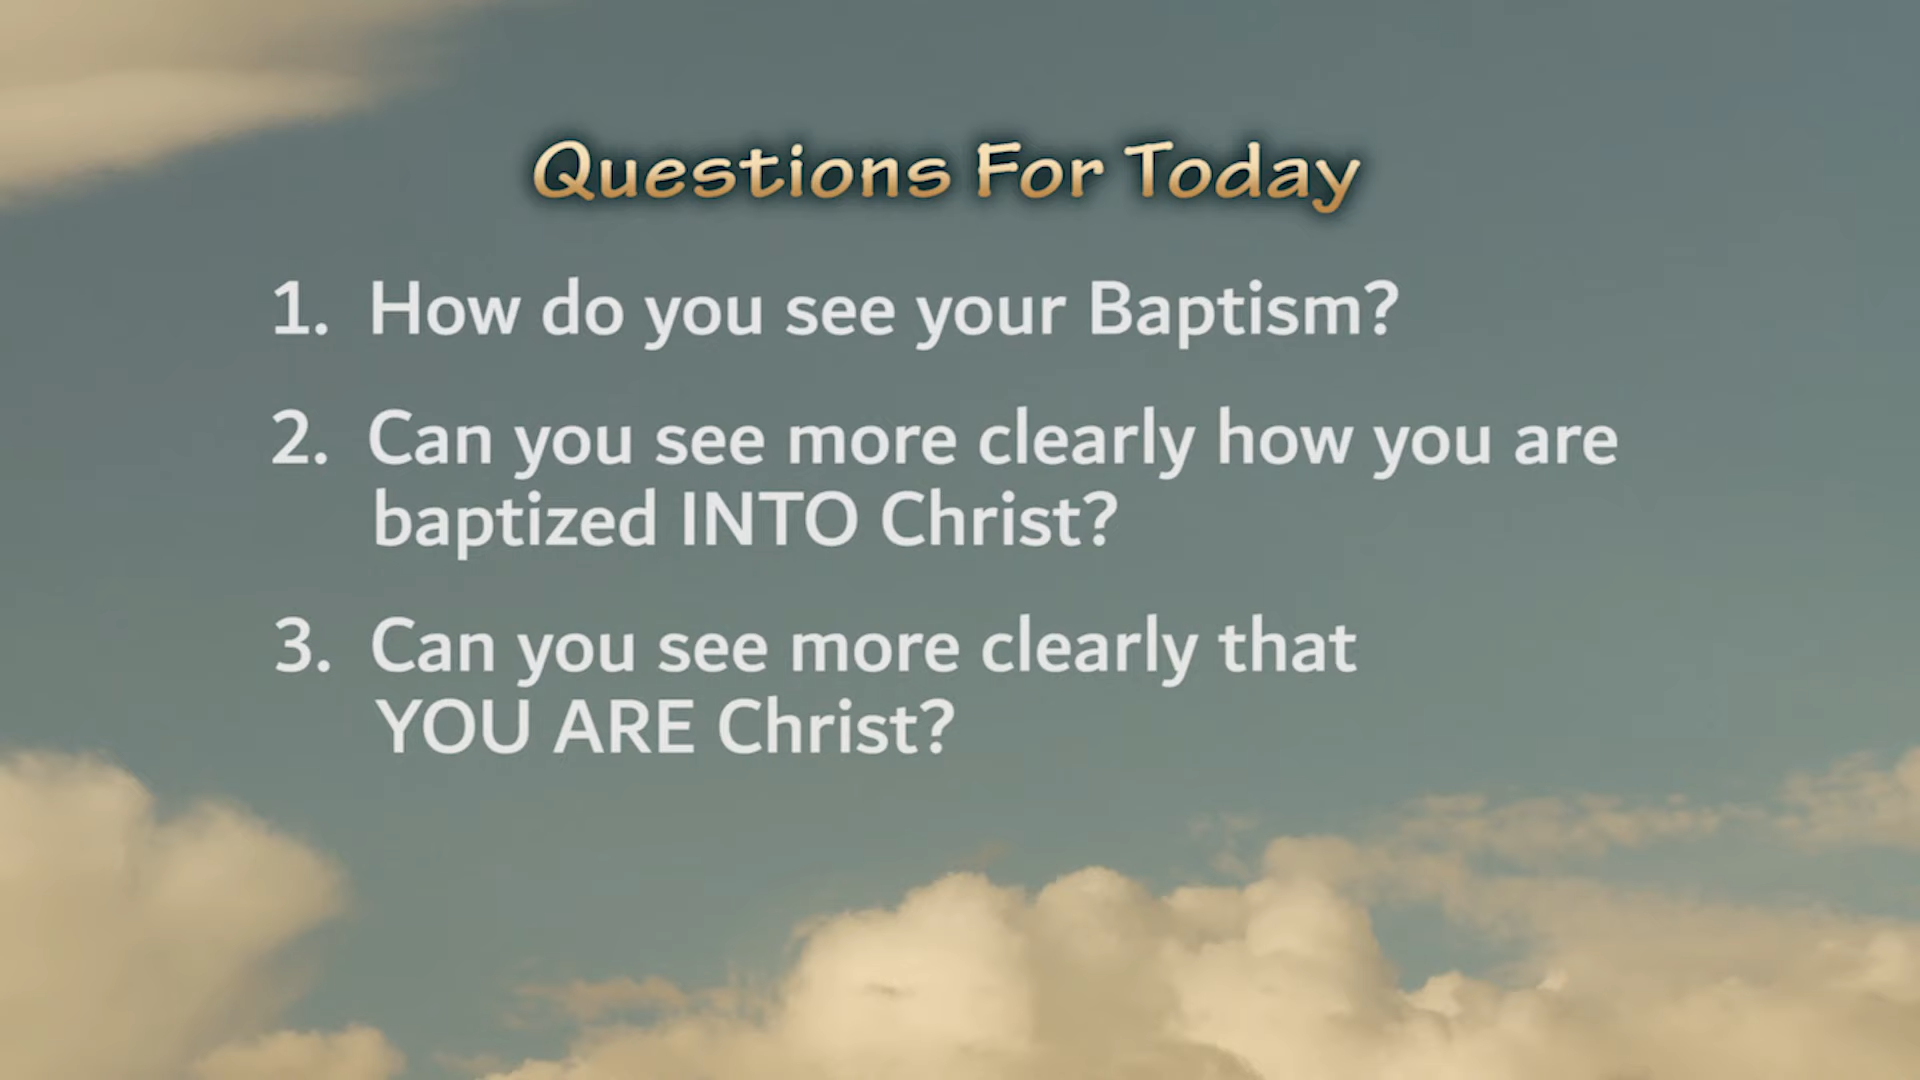 Questions For Today
1. How do you see your Baptism?
2. Can you see more clearly how you are
baptized INTO Christ?
3. Can you see more clearly that
YOU ARE Christ?